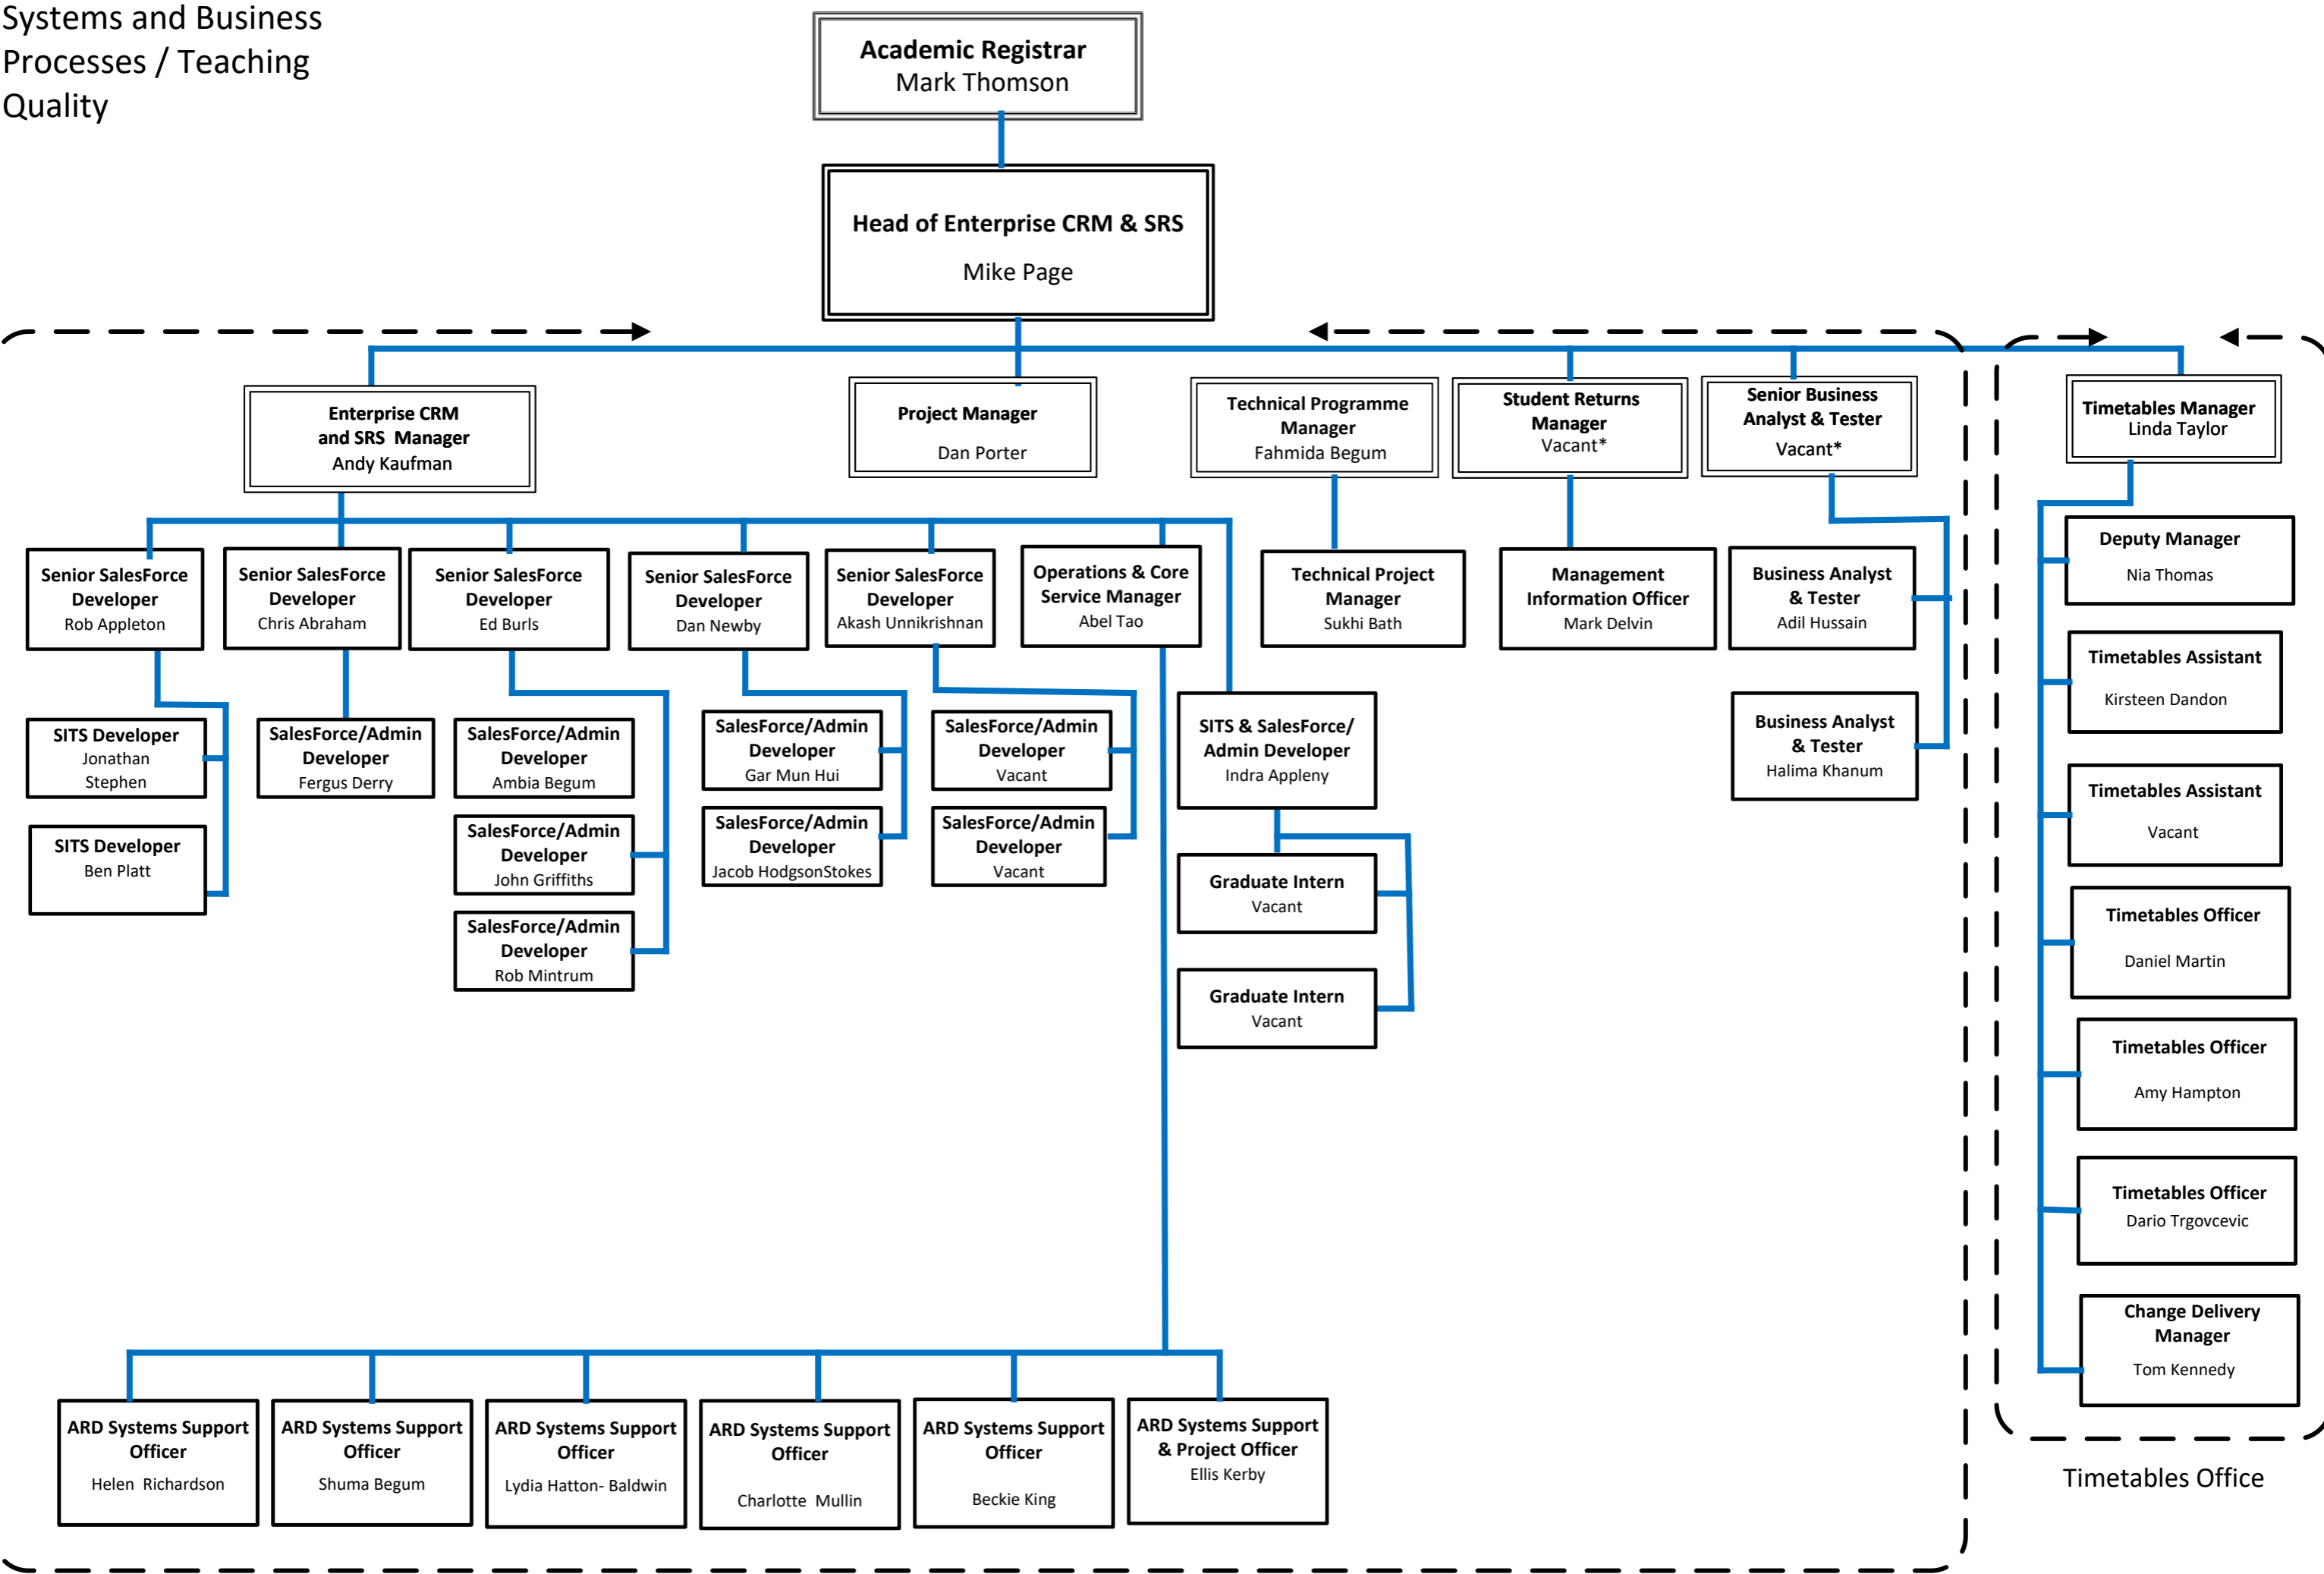 Systems and Business
Processes / Teaching
Quality
Academic Registrar
Mark Thomson
Head of Enterprise CRM & SRS
Mike Page
Enterprise CRM
and SRS  Manager
Andy Kaufman
Project Manager
Dan Porter
Technical Programme
Manager
Fahmida Begum
Student Returns
Manager
Vacant*
Senior Business
Analyst & Tester
Vacant*
Timetables Manager
Linda Taylor
Senior SalesForce
Developer
Rob Appleton
Senior SalesForce
Developer
Chris Abraham
Senior SalesForce
Developer
Ed Burls
Senior SalesForce
Developer
Dan Newby
Senior SalesForce
Developer
Akash Unnikrishnan
Operations & Core
Service Manager
Abel Tao
Technical Project
Manager
Sukhi Bath
Management
Information Officer
Mark Delvin
Business Analyst
& Tester
Adil Hussain
Deputy Manager
Nia Thomas
Timetables Assistant
Kirsteen Dandon
SITS Developer
Jonathan
Stephen
SalesForce/Admin
Developer
Fergus Derry
SalesForce/Admin
Developer
Ambia Begum
SalesForce/Admin
Developer
Gar Mun Hui
SalesForce/Admin
Developer
Vacant
SITS & SalesForce/
Admin Developer
Indra Appleny
Business Analyst
& Tester
Halima Khanum
Timetables Assistant
Vacant
SITS Developer
Ben Platt
SalesForce/Admin
Developer
John Griffiths
SalesForce/Admin
Developer
Jacob HodgsonStokes
SalesForce/Admin
Developer
Vacant
Graduate Intern
Vacant
Timetables Officer
Daniel Martin
SalesForce/Admin
Developer
Rob Mintrum
Graduate Intern
Vacant
Timetables Officer
Amy Hampton
Timetables Officer
Dario Trgovcevic
Change Delivery
Manager
Tom Kennedy
ARD Systems Support
Officer
Helen  Richardson
ARD Systems Support
Officer
Shuma Begum
ARD Systems Support
Officer
Lydia Hatton- Baldwin
ARD Systems Support
Officer
Charlotte  Mullin
ARD Systems Support
Officer
Beckie King
ARD Systems Support
& Project Officer
Ellis Kerby
Timetables Office